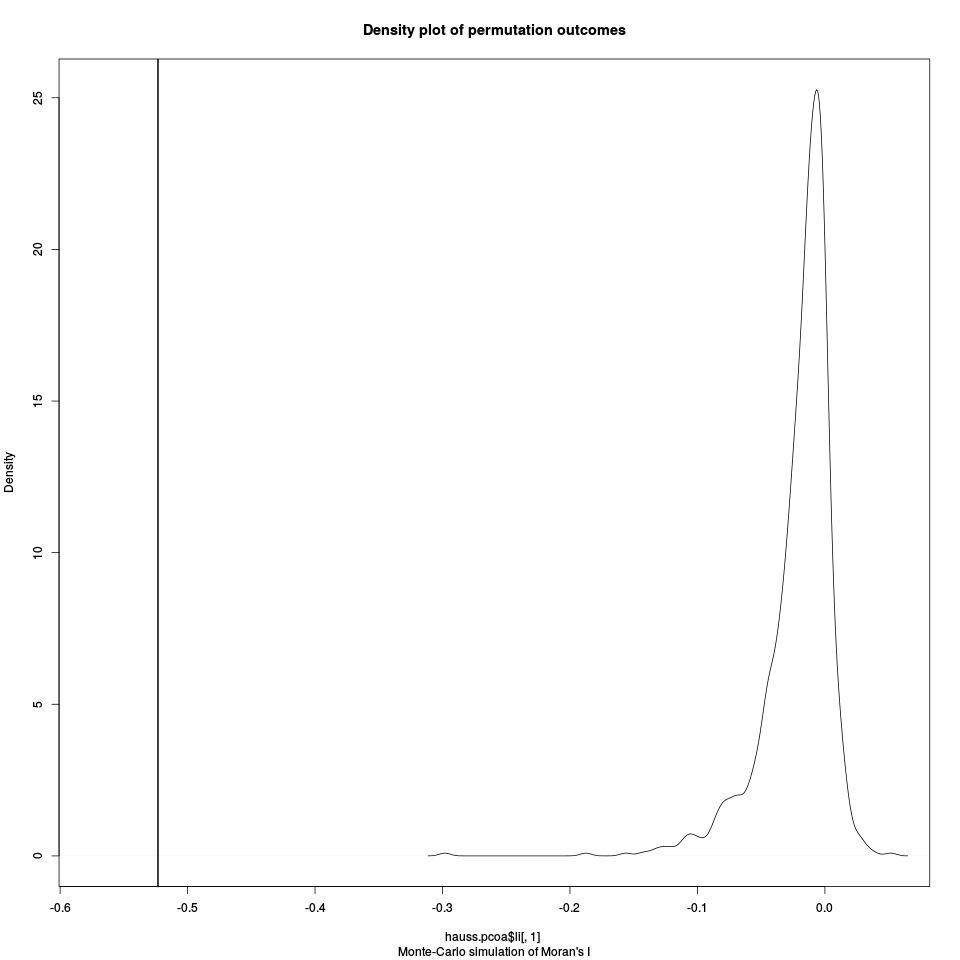 Density plot of permutation outcomes
25
20
15
10
5
0
Density
-0.6 -0.5 -0.4 -0.3 -0.2 -0.1 0.0
hauss.pcoa$li[, 1]
Monte-Carlo simulation of Moran's I